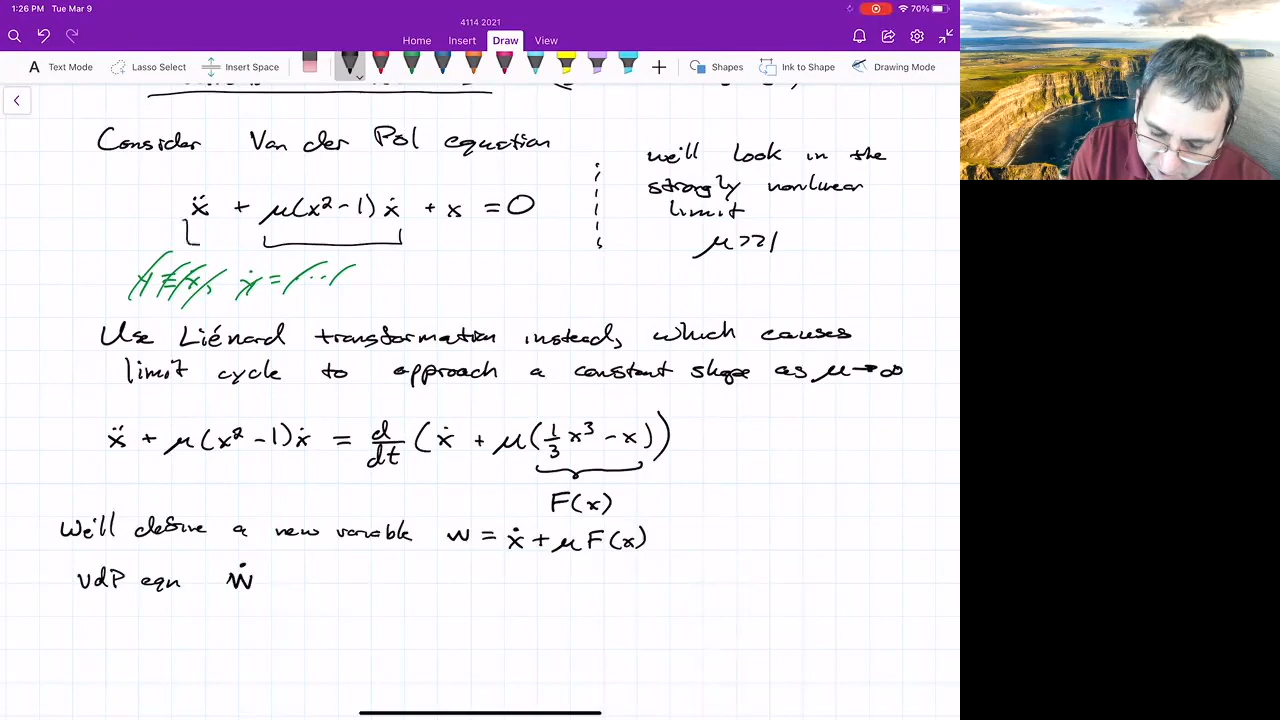 1:26 PM Tue Mar 9
70%
4114 2021
Home Insert Draw View
Text Mode Lasso Select Insert Space Shapes Ink to Shape Drawing Mode
Consider Van der Pol equation
ẍ + μ(x² - 1) ẋ + x = 0
we'll look in the
strongly nonlinear
limit
μ >> 1
Use Liénard transformation instead, which causes
limit cycle to approach a constant shape as μ → ∞
ẍ + μ(x² - 1)ẋ = d/dt (ẋ + μ(1/3 x³ - x))
F(x)
We'll define a new variable w = ẋ + μ F(x)
VdP eqn ẇ